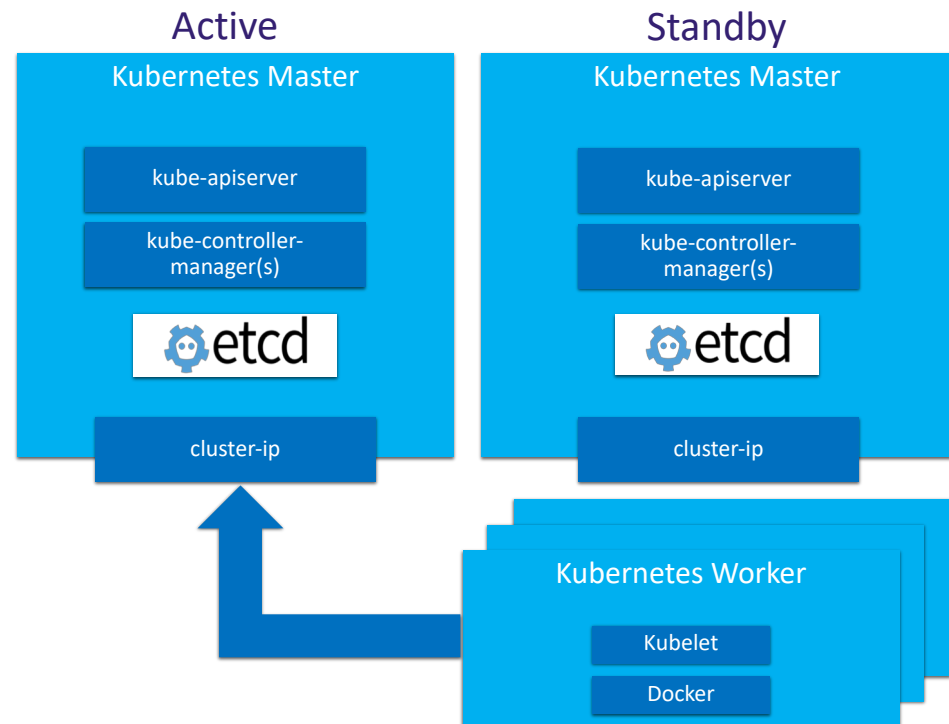 Active
Kubernetes Master
kube-apiserver
kube-controller-
manager(s)
etcd
cluster-ip
Standby
Kubernetes Master
kube-apiserver
kube-controller-
manager(s)
etcd
cluster-ip
Kubernetes Worker
Kubelet
Docker